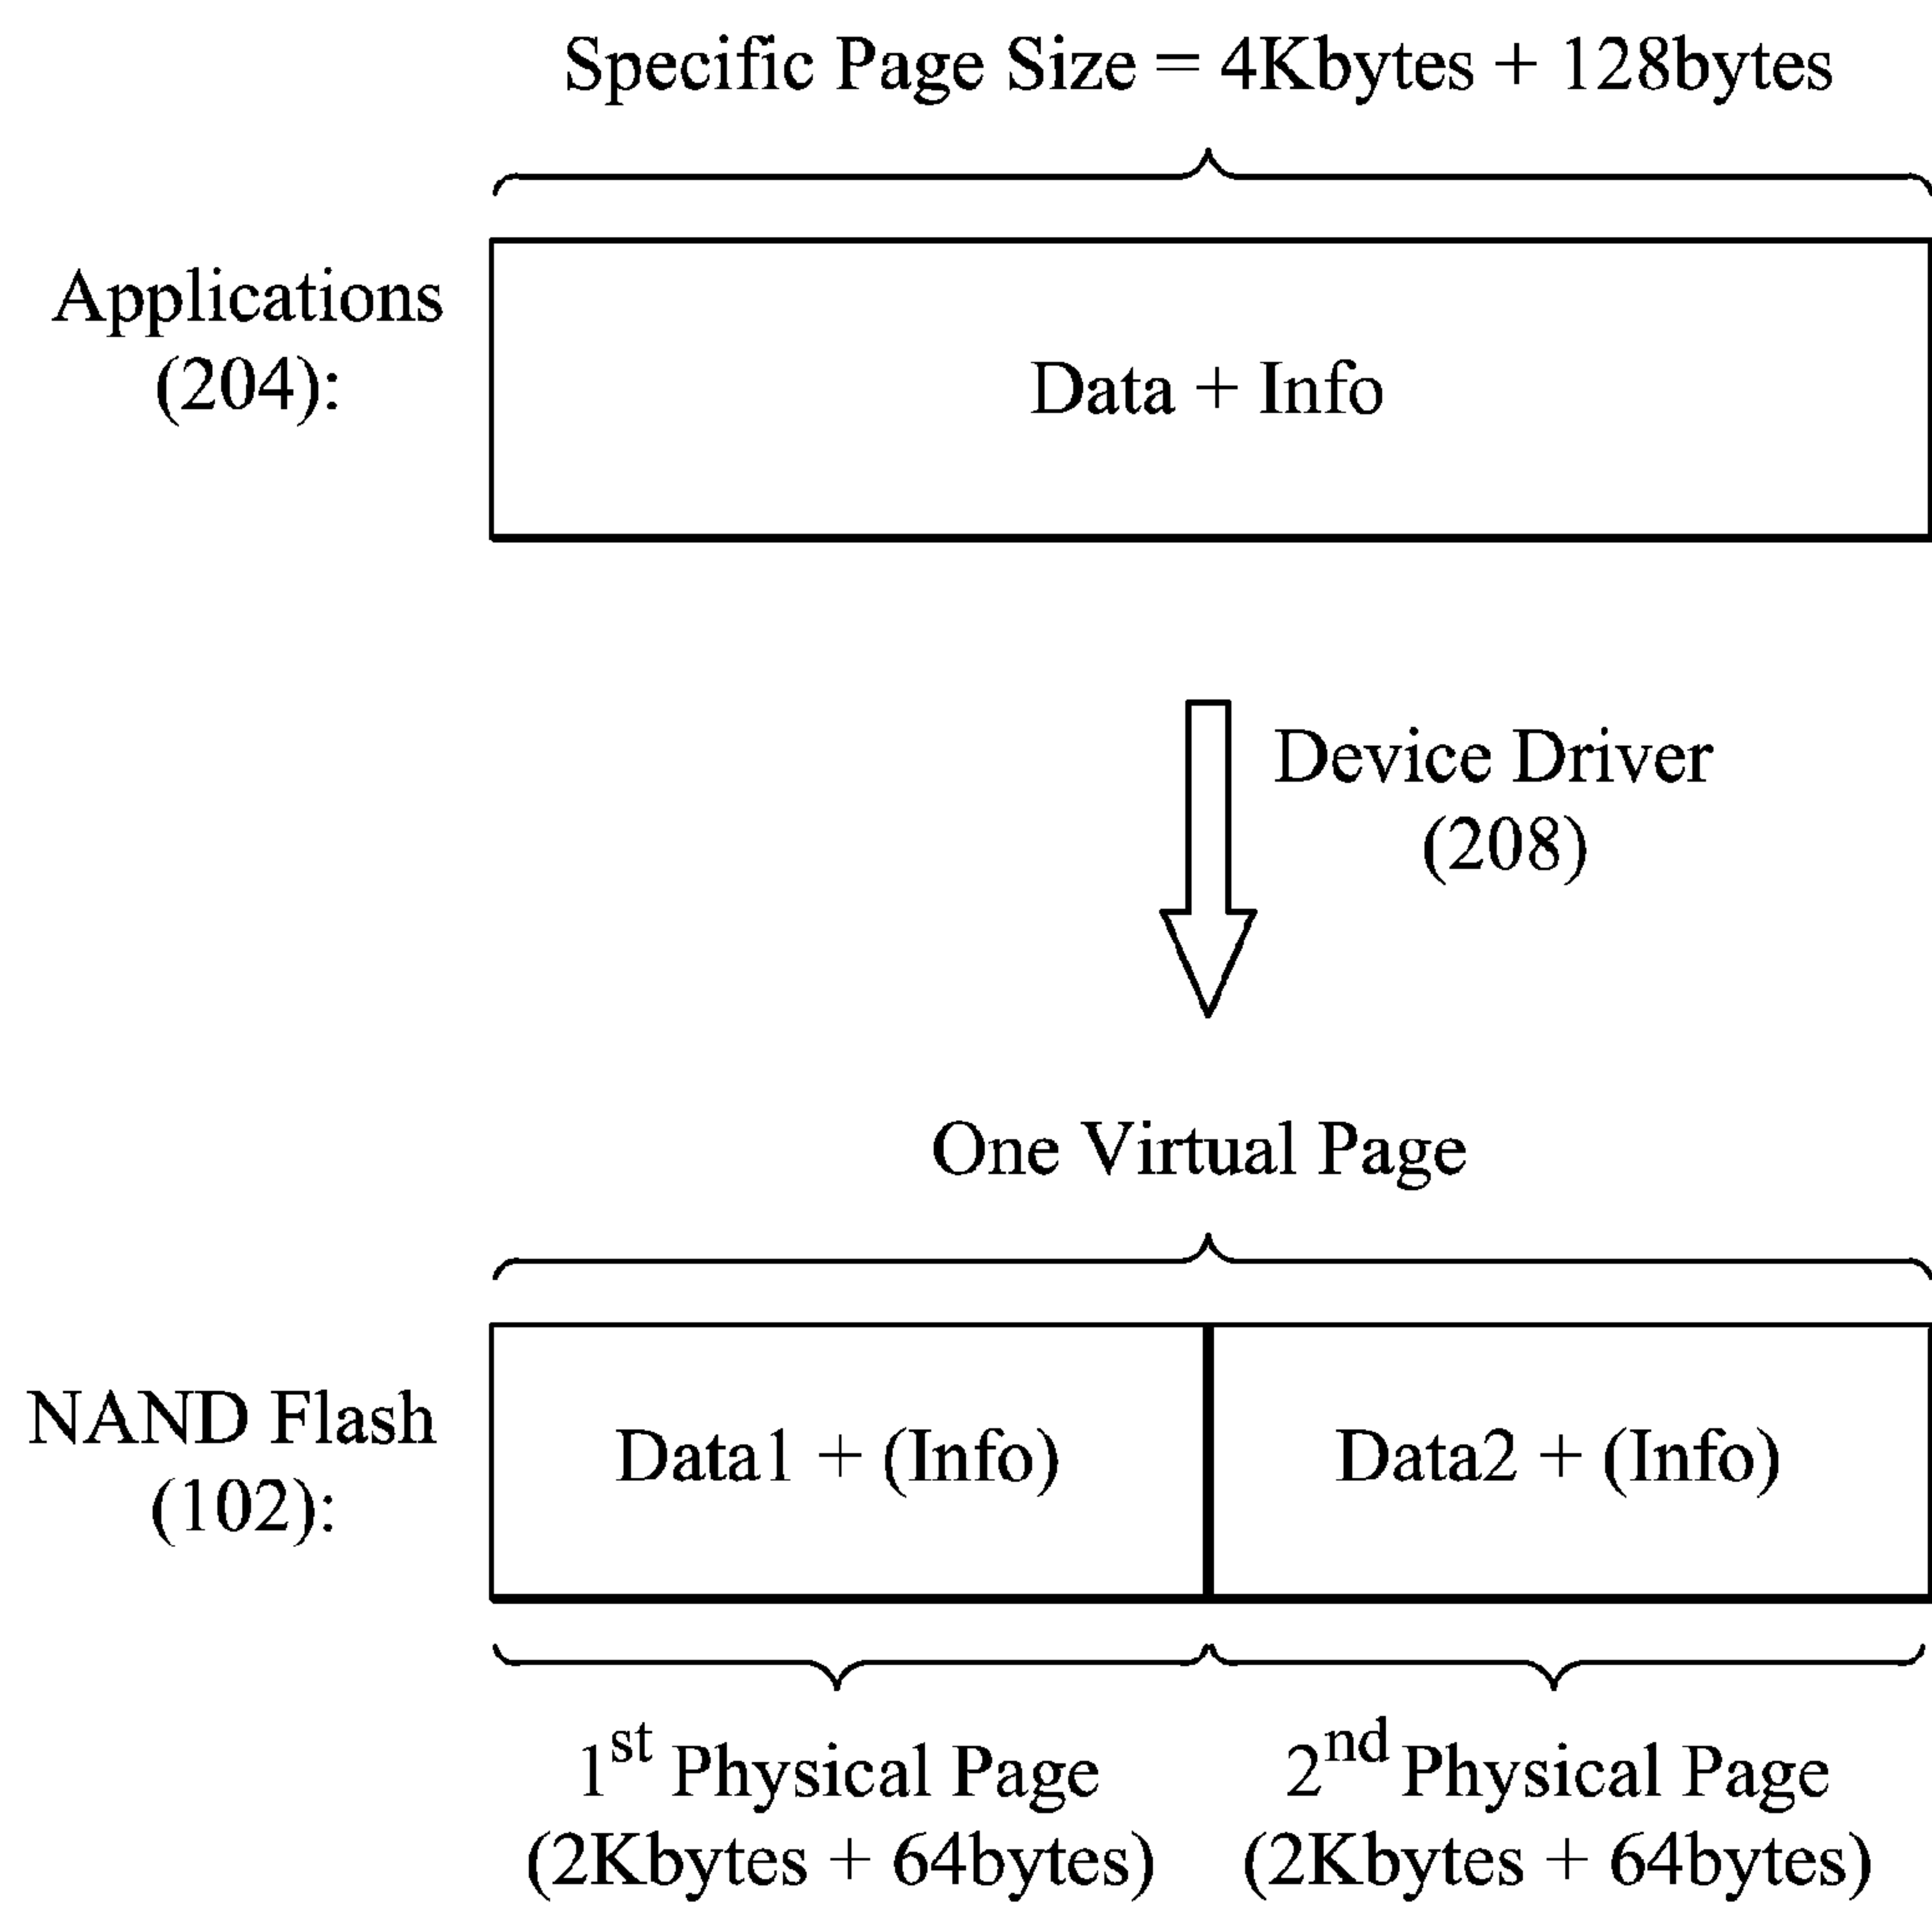 Specific Page Size = 4Kbytes + 128bytes
Applications
(204):
Data + Info
Device Driver
(208)
One Virtual Page
NAND Flash
(102):
Data1 + (Info)
Data2 + (Info)
1st Physical Page
(2Kbytes + 64bytes)
2nd Physical Page
(2Kbytes + 64bytes)